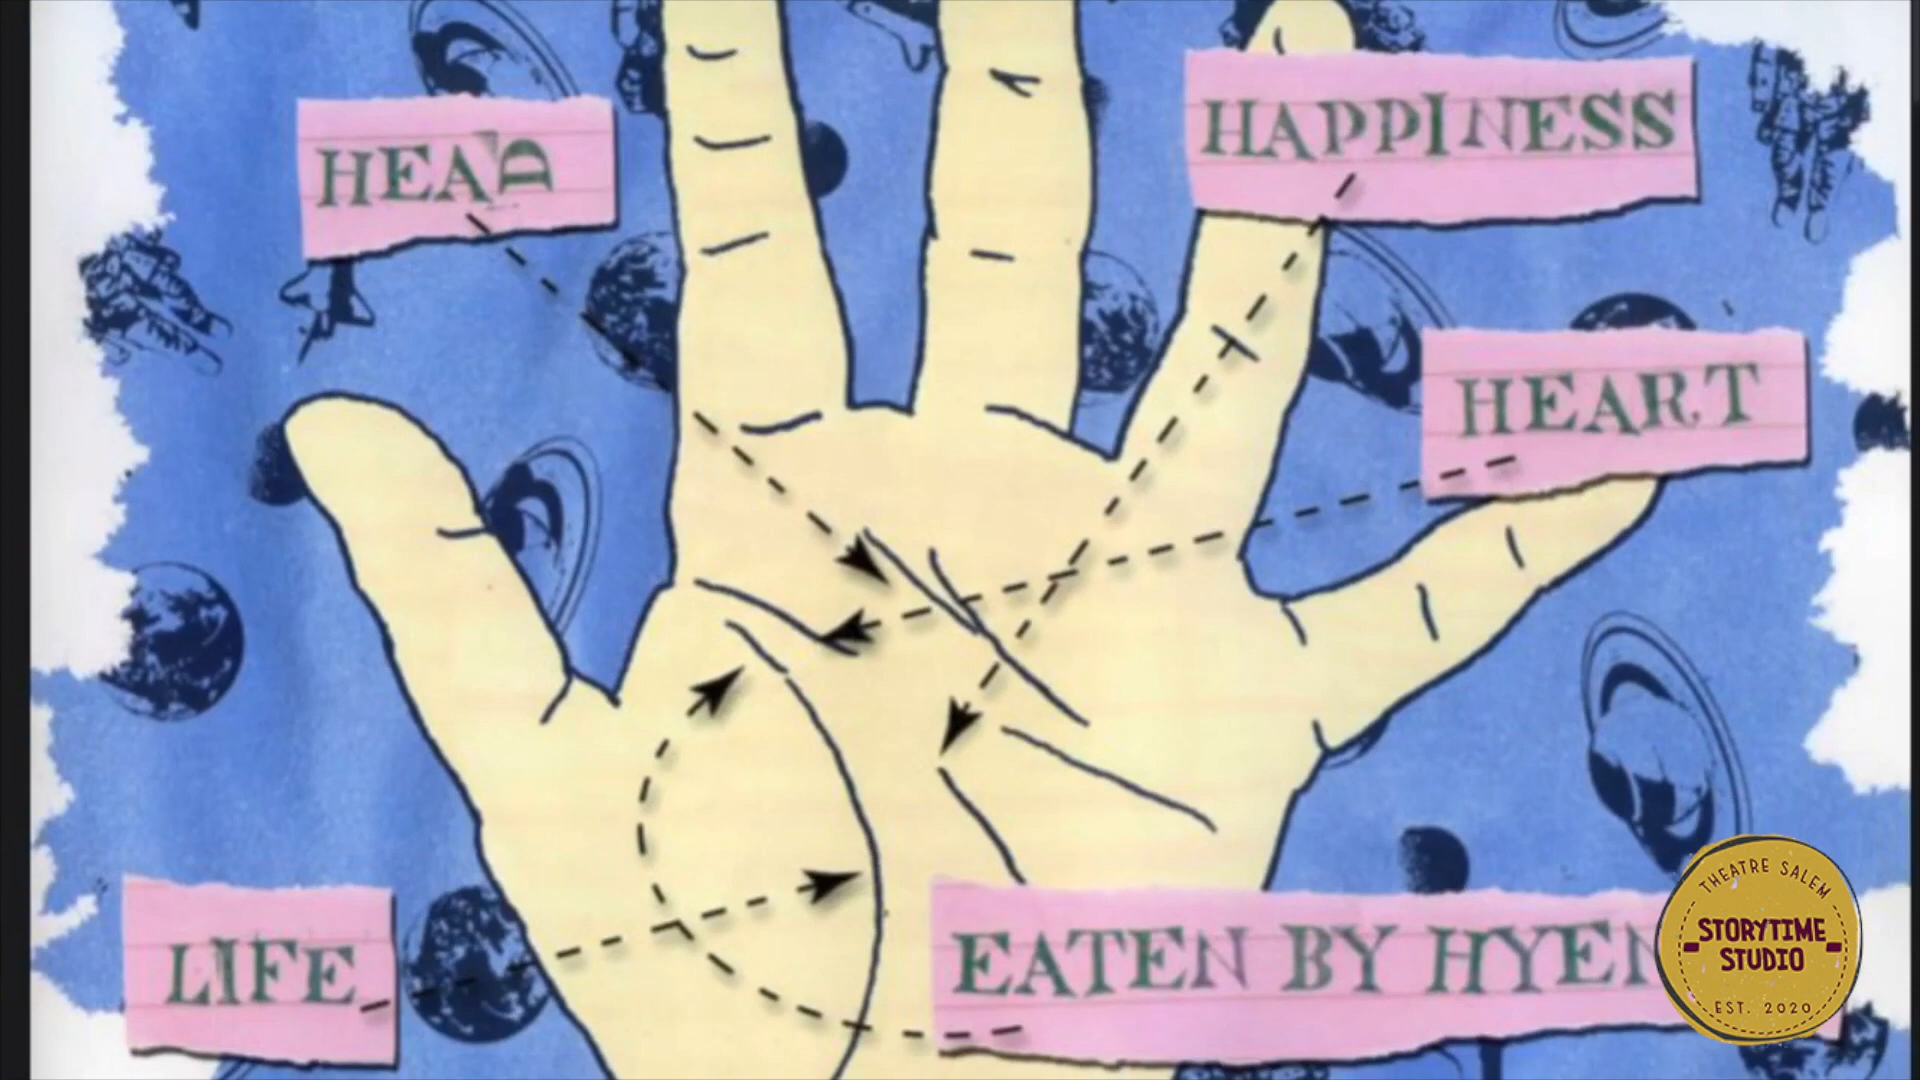 HEAD
HAPPINESS
HEART
LIFE
EATEN BY
THEATRE SALEM
STORYTIME
STUDIO
EST. 2020